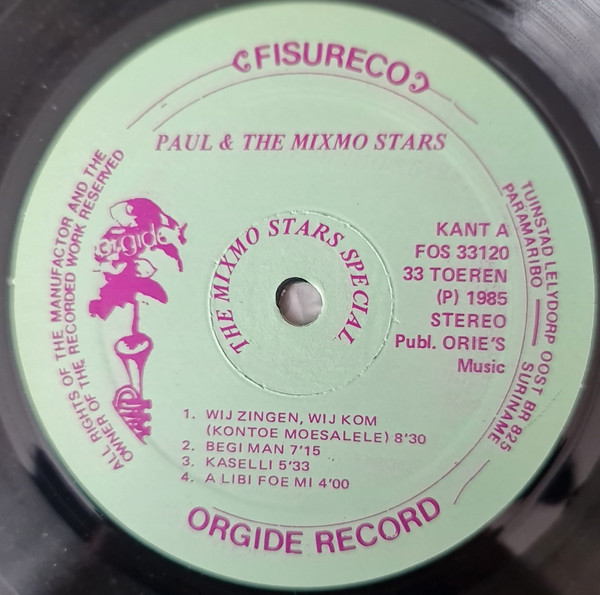 FISURECO
PAUL & THE MIXMO STARS
ALL RIGHTS OF THE MANUFACTOR AND THE
OWNER OF THE RECORDED WORK RESERVED
orgide
THE MIXMO STARS SPECIAL
KANT A
FOS 33120
33 TOEREN
(P) 1985
STEREO
Publ. ORIE'S
Music
TUINSTAD LELYDORP OOST BR 825
PARAMARIBO — SURINAME
1. WIJ ZINGEN, WIJ KOM
(KONTOE MOESALELE) 8'30
2. BEGI MAN 7'15
3. KASELLI 5'33
4. A LIBI FOE MI 4'00
ORGIDE RECORD